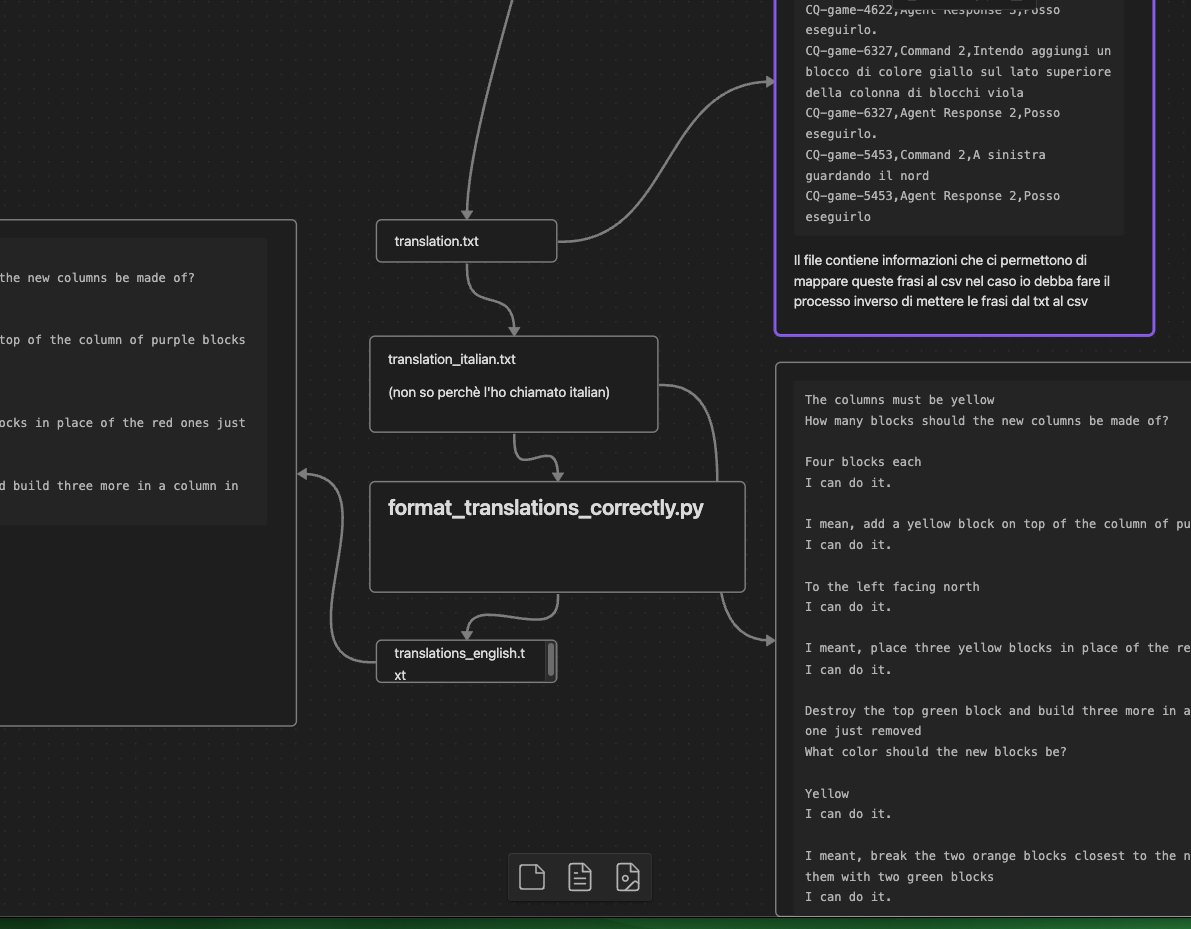 CQ-game-4622,Agent Response 3,Posso
eseguirlo.
CQ-game-6327,Command 2,Intendo aggiungi un
blocco di colore giallo sul lato superiore
della colonna di blocchi viola
CQ-game-6327,Agent Response 2,Posso
eseguirlo.
CQ-game-5453,Command 2,A sinistra
guardando il nord
CQ-game-5453,Agent Response 2,Posso
eseguirlo
Il file contiene informazioni che ci permettono di
mappare queste frasi al csv nel caso io debba fare il
processo inverso di mettere le frasi dal txt al csv
translation.txt
the new columns be made of?
top of the column of purple blocks
ocks in place of the red ones just
d build three more in a column in
translation_italian.txt
(non so perchè l'ho chiamato italian)
format_translations_correctly.py
translations_english.t
xt
The columns must be yellow
How many blocks should the new columns be made of?
Four blocks each
I can do it.
I mean, add a yellow block on top of the column of pu
I can do it.
To the left facing north
I can do it.
I meant, place three yellow blocks in place of the re
I can do it.
Destroy the top green block and build three more in a
one just removed
What color should the new blocks be?
Yellow
I can do it.
I meant, break the two orange blocks closest to the n
them with two green blocks
I can do it.